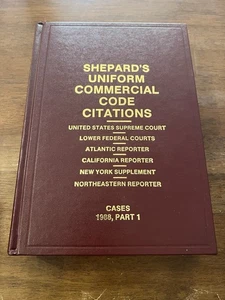 SHEPARD'S
UNIFORM
COMMERCIAL
CODE
CITATIONS
UNITED STATES SUPREME COURT
LOWER FEDERAL COURTS
ATLANTIC REPORTER
CALIFORNIA REPORTER
NEW YORK SUPPLEMENT
NORTHEASTERN REPORTER
CASES
1988, PART 1